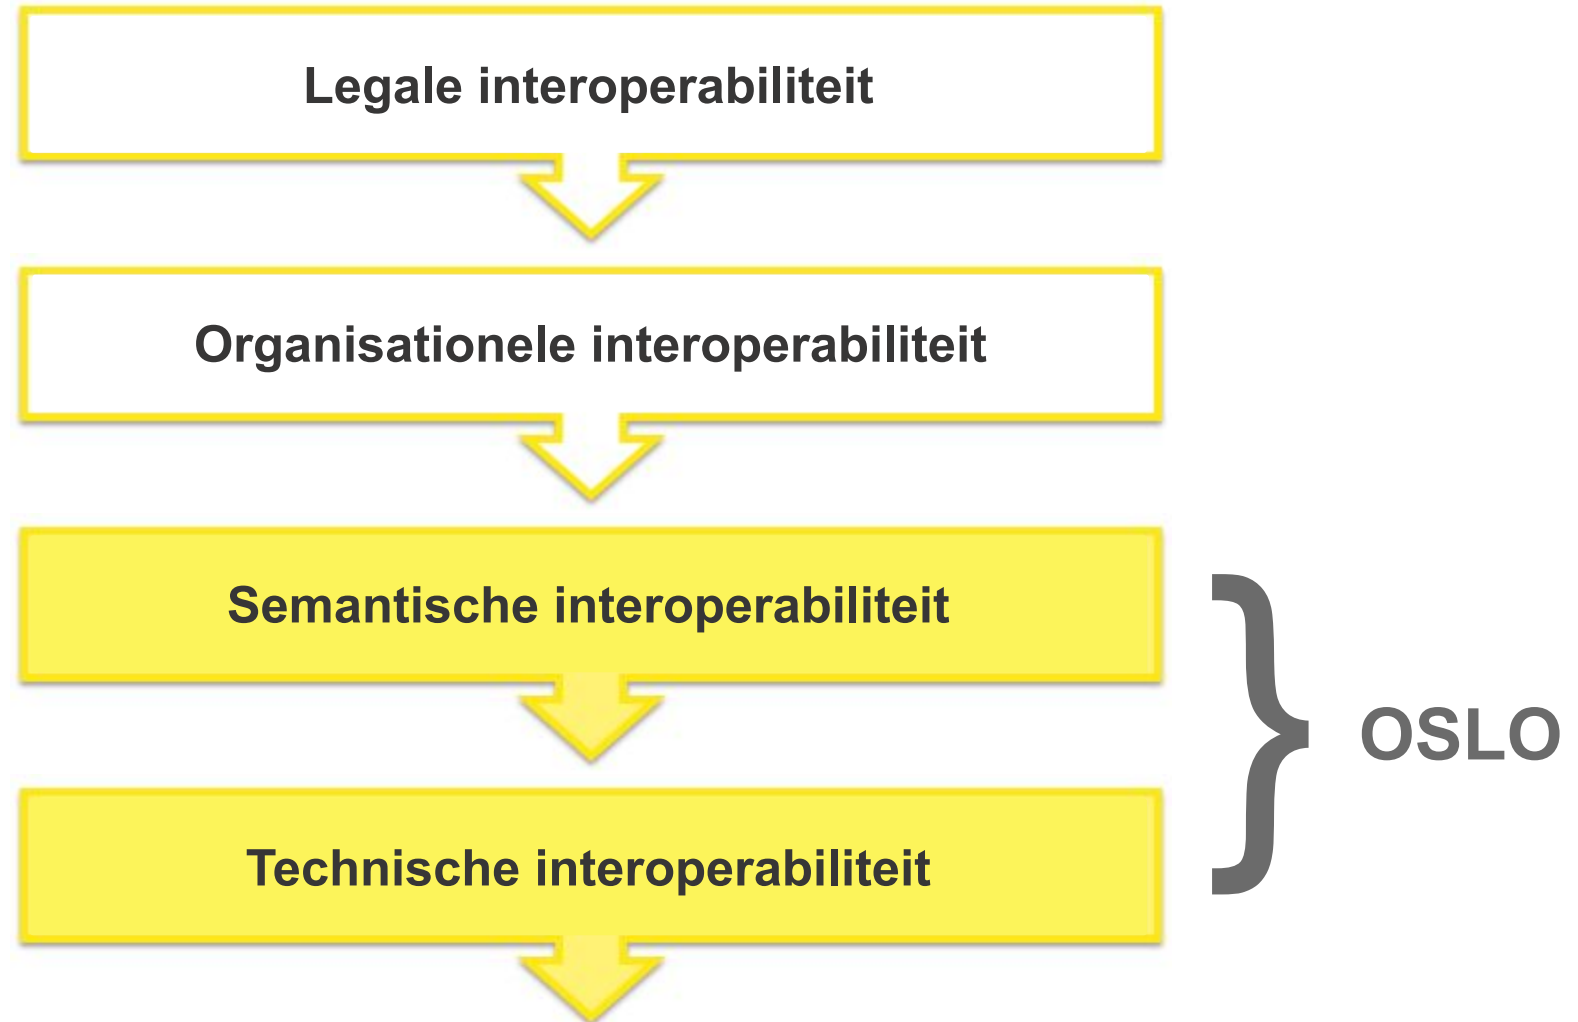 Legale interoperabiliteit
Organisationele interoperabiliteit
Semantische interoperabiliteit
} OSLO
Technische interoperabiliteit